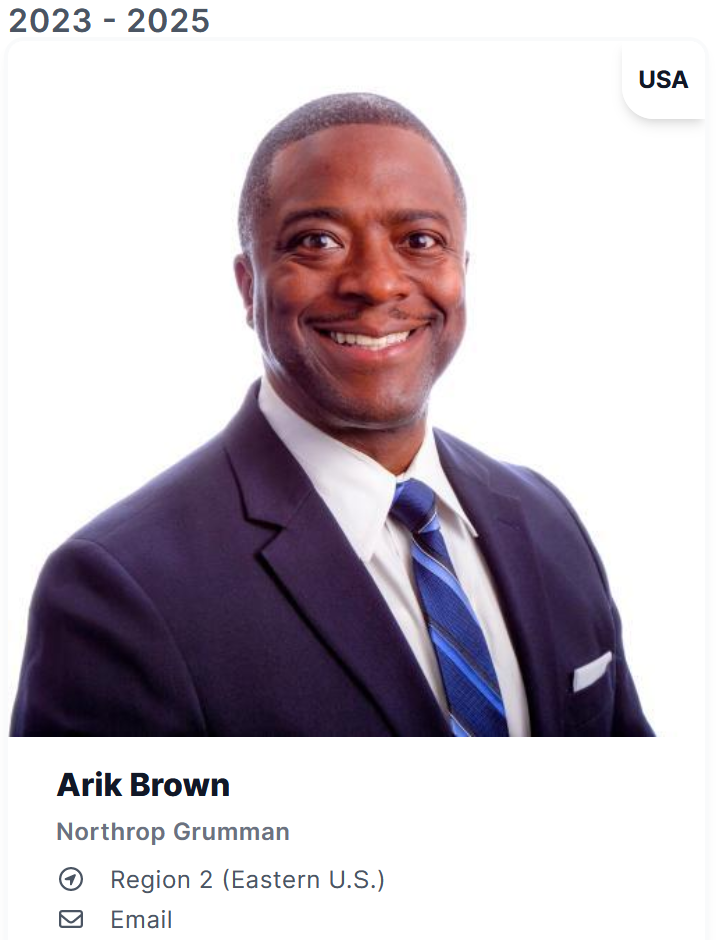 2023 - 2025
USA
Arik Brown
Northrop Grumman
Region 2 (Eastern U.S.)
Email